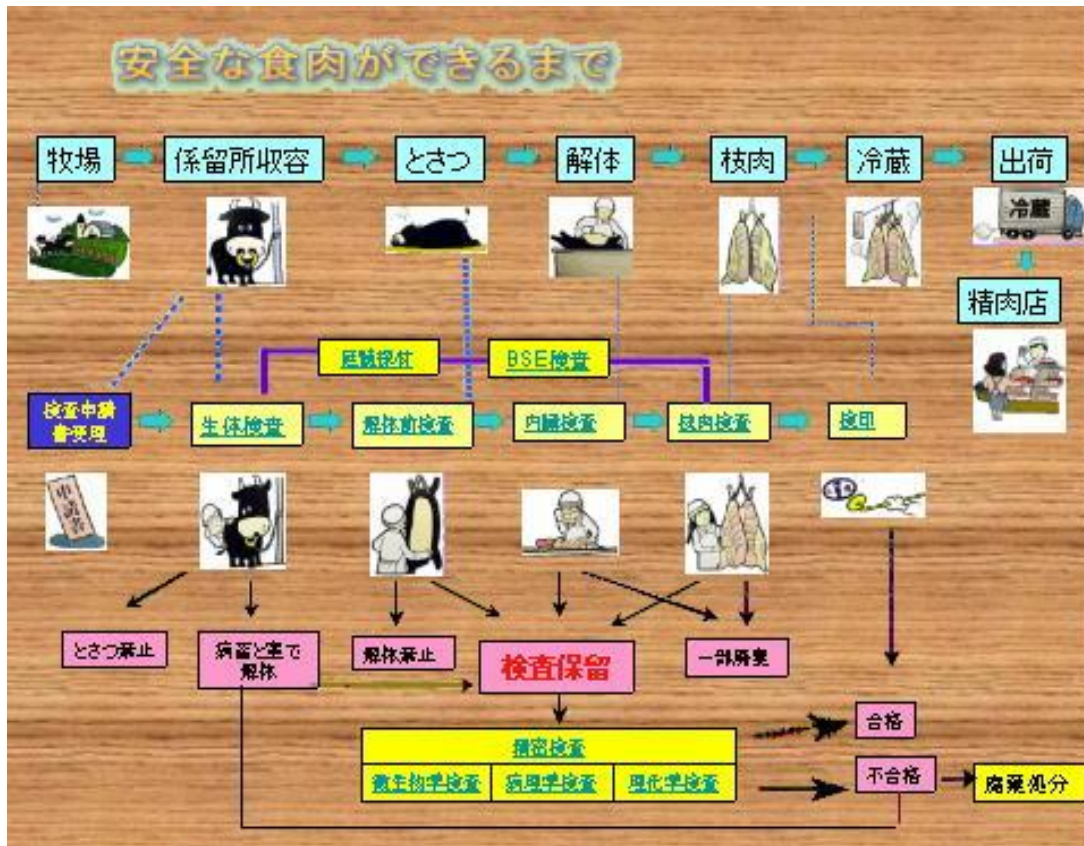 安全な食肉ができるまで
牧場
係留所収容
とさつ
解体
枝肉
冷蔵
出荷
冷蔵
精肉店
BSE検査
検査申請
書受理
生体検査
解体前検査
内臓検査
枝肉検査
検印
申請書
とさつ禁止
病畜と室で
解体
解体禁止
検査保留
一部廃棄
合格
精密検査
微生物学検査
病理学検査
理化学検査
不合格
廃棄処分